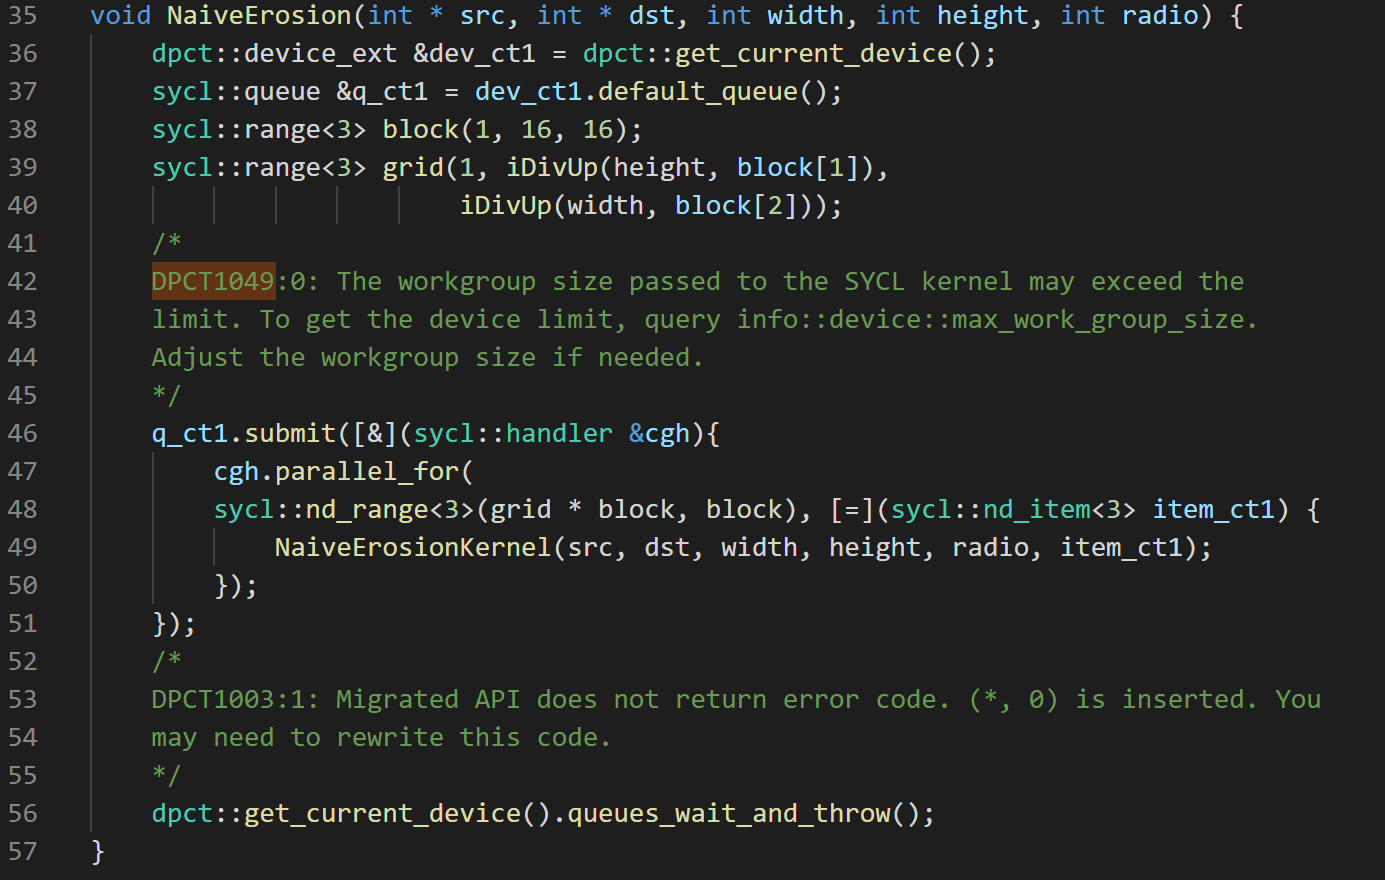 35 void NaiveErosion(int * src, int * dst, int width, int height, int radio) {
36     dpct::device_ext &dev_ct1 = dpct::get_current_device();
37     sycl::queue &q_ct1 = dev_ct1.default_queue();
38     sycl::range<3> block(1, 16, 16);
39     sycl::range<3> grid(1, iDivUp(height, block[1]),
40                         iDivUp(width, block[2]));
41     /*
42     DPCT1049:0: The workgroup size passed to the SYCL kernel may exceed the
43     limit. To get the device limit, query info::device::max_work_group_size.
44     Adjust the workgroup size if needed.
45     */
46     q_ct1.submit([&](sycl::handler &cgh){
47         cgh.parallel_for(
48         sycl::nd_range<3>(grid * block, block), [=](sycl::nd_item<3> item_ct1) {
49             NaiveErosionKernel(src, dst, width, height, radio, item_ct1);
50         });
51     });
52     /*
53     DPCT1003:1: Migrated API does not return error code. (*, 0) is inserted. You
54     may need to rewrite this code.
55     */
56     dpct::get_current_device().queues_wait_and_throw();
57 }